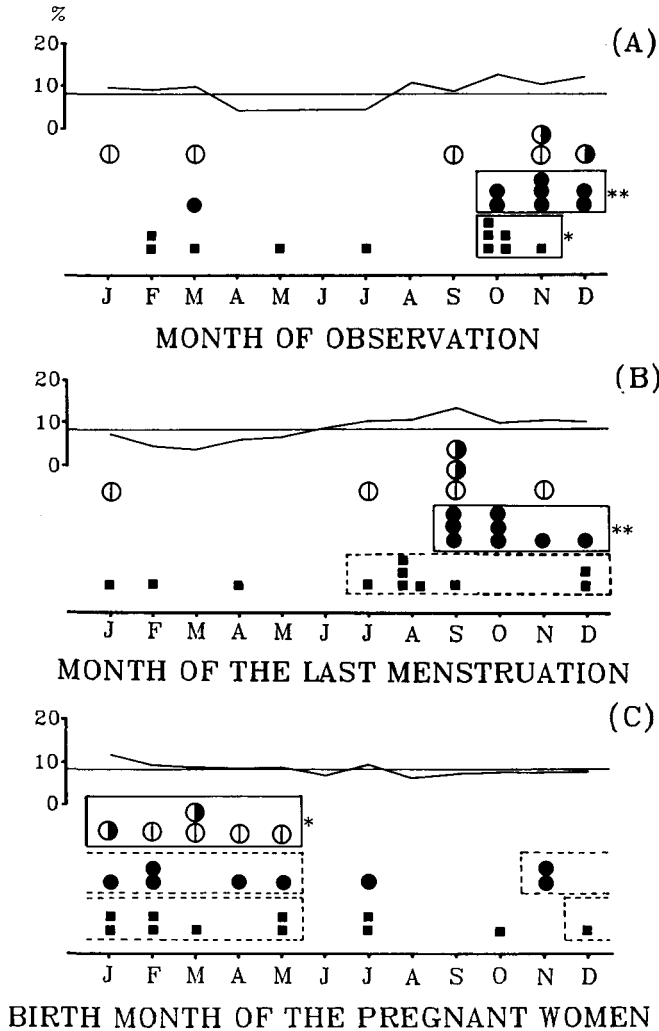 %
(A)
20
10
0
**
*
J F M A M J J A S O N D
MONTH OF OBSERVATION
(B)
20
10
0
**
J F M A M J J A S O N D
MONTH OF THE LAST MENSTRUATION
(C)
20
10
0
*
J F M A M J J A S O N D
BIRTH MONTH OF THE PREGNANT WOMEN